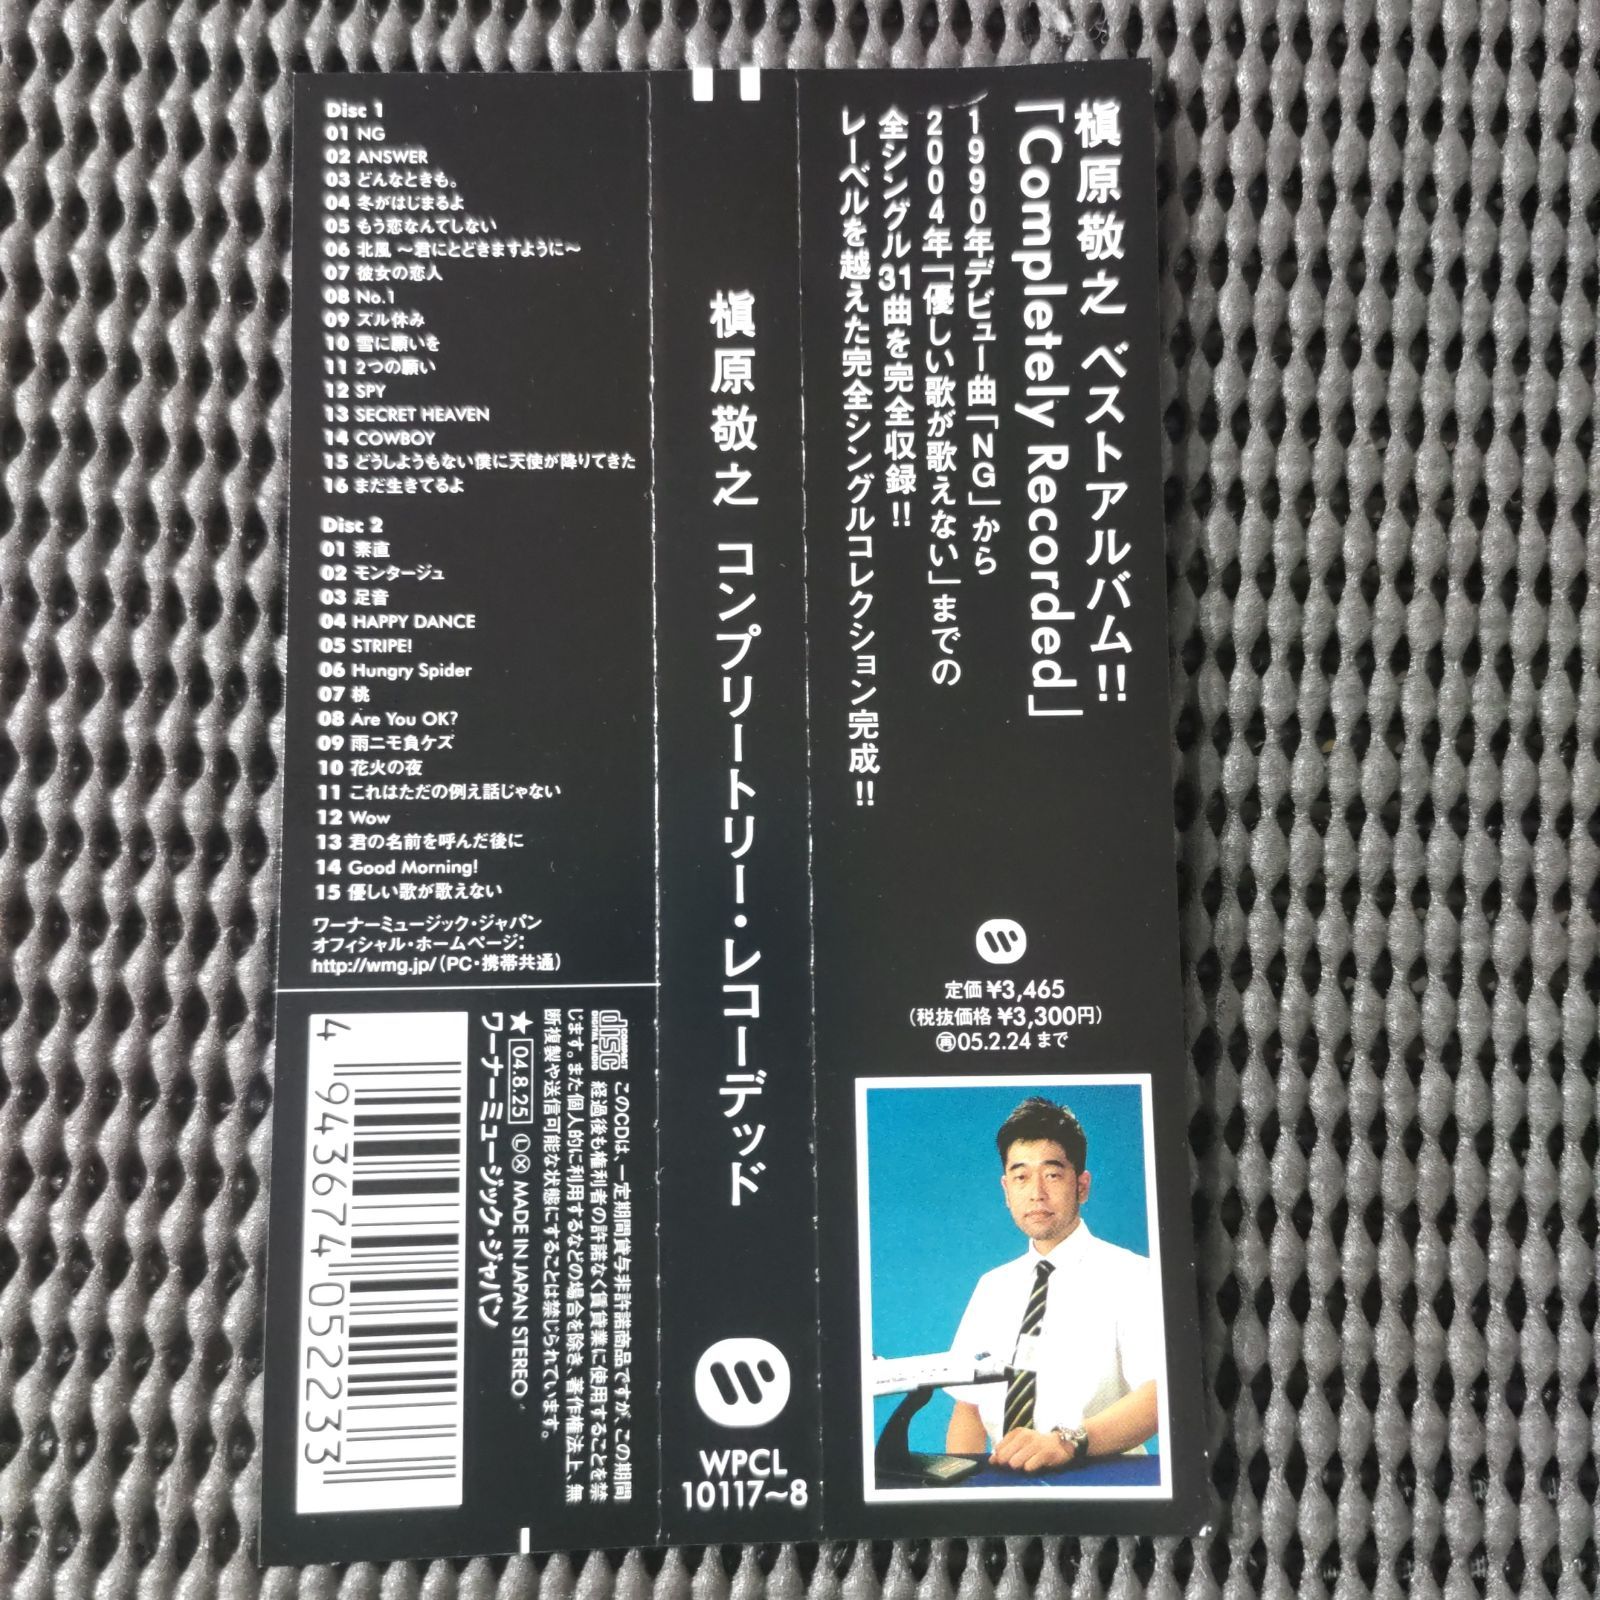 槇原敬之 ベストアルバム!!
「Completely Recorded」
1990年デビュー曲「NG」から
2004年「優しい歌が歌えない」までの
全シングル31曲を完全収録!!
レーベルを越えた完全シングルコレクション完成!!
定価 ¥3,465
(税抜価格 ¥3,300円)
再05.2.24 まで
槇原敬之 コンプリートリー・レコーデッド
WPCL
10117~8
Disc 1
01 NG
02 ANSWER
03 どんなときも。
04 冬がはじまるよ
05 もう恋なんてしない
06 北風 ~君にとどきますように~
07 彼女の恋人
08 No.1
09 ズル休み
10 雪に願いを
11 2つの願い
12 SPY
13 SECRET HEAVEN
14 COWBOY
15 どうしようもない僕に天使が降りてきた
16 まだ生きてるよ
Disc 2
01 素直
02 モンタージュ
03 足音
04 HAPPY DANCE
05 STRIPE!
06 Hungry Spider
07 桃
08 Are You OK?
09 雨ニモ負ケズ
10 花火の夜
11 これはただの例え話じゃない
12 Wow
13 君の名前を呼んだ後に
14 Good Morning!
15 優しい歌が歌えない
ワーナーミュージック・ジャパン
オフィシャル・ホームページ:
http://wmg.jp/(PC・携帯共通)
COMPACT
disc
DIGITAL AUDIO
このCDは、一定期間貸与非許諾商品ですが、この期間
経過後も権利者の許諾なく賃貸業に使用することを禁
じます。また個人的に利用するなどの場合を除き、著作権法上、無
断複製や送信可能な状態にすることは禁じられています。
★ 04.8.25 Ⓛ Ⓧ MADE IN JAPAN STEREO
ワーナーミュージック・ジャパン
4 943674 052233